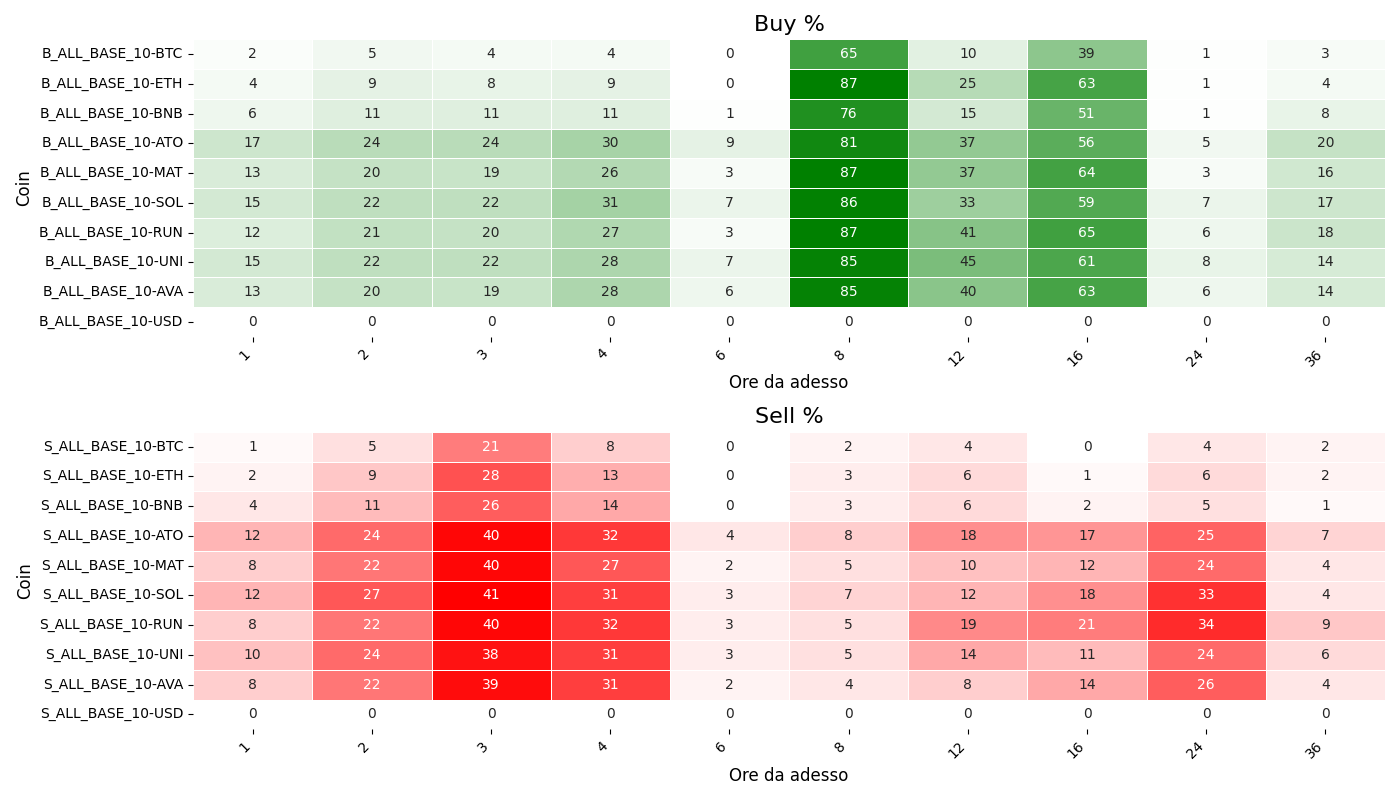 Buy %
Coin
B_ALL_BASE_10-BTC 2 5 4 4 0 65 10 39 1 3
B_ALL_BASE_10-ETH 4 9 8 9 0 87 25 63 1 4
B_ALL_BASE_10-BNB 6 11 11 11 1 76 15 51 1 8
B_ALL_BASE_10-ATO 17 24 24 30 9 81 37 56 5 20
B_ALL_BASE_10-MAT 13 20 19 26 3 87 37 64 3 16
B_ALL_BASE_10-SOL 15 22 22 31 7 86 33 59 7 17
B_ALL_BASE_10-RUN 12 21 20 27 3 87 41 65 6 18
B_ALL_BASE_10-UNI 15 22 22 28 7 85 45 61 8 14
B_ALL_BASE_10-AVA 13 20 19 28 6 85 40 63 6 14
B_ALL_BASE_10-USD 0 0 0 0 0 0 0 0 0 0
1 2 3 4 6 8 12 16 24 36
Ore da adesso
Sell %
Coin
S_ALL_BASE_10-BTC 1 5 21 8 0 2 4 0 4 2
S_ALL_BASE_10-ETH 2 9 28 13 0 3 6 1 6 2
S_ALL_BASE_10-BNB 4 11 26 14 0 3 6 2 5 1
S_ALL_BASE_10-ATO 12 24 40 32 4 8 18 17 25 7
S_ALL_BASE_10-MAT 8 22 40 27 2 5 10 12 24 4
S_ALL_BASE_10-SOL 12 27 41 31 3 7 12 18 33 4
S_ALL_BASE_10-RUN 8 22 40 32 3 5 19 21 34 9
S_ALL_BASE_10-UNI 10 24 38 31 3 5 14 11 24 6
S_ALL_BASE_10-AVA 8 22 39 31 2 4 8 14 26 4
S_ALL_BASE_10-USD 0 0 0 0 0 0 0 0 0 0
1 2 3 4 6 8 12 16 24 36
Ore da adesso